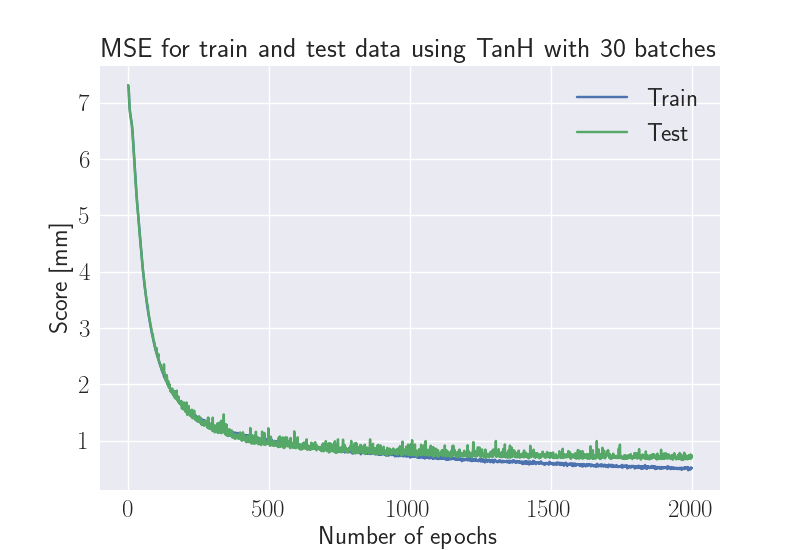 MSE for train and test data using TanH with 30 batches
Train
Test
7
6
5
4
3
2
1
Score [mm]
0
500
1000
1500
2000
Number of epochs